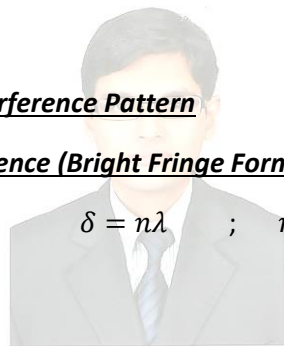 rference Pattern
ence (Bright Fringe Form
δ = nλ ;